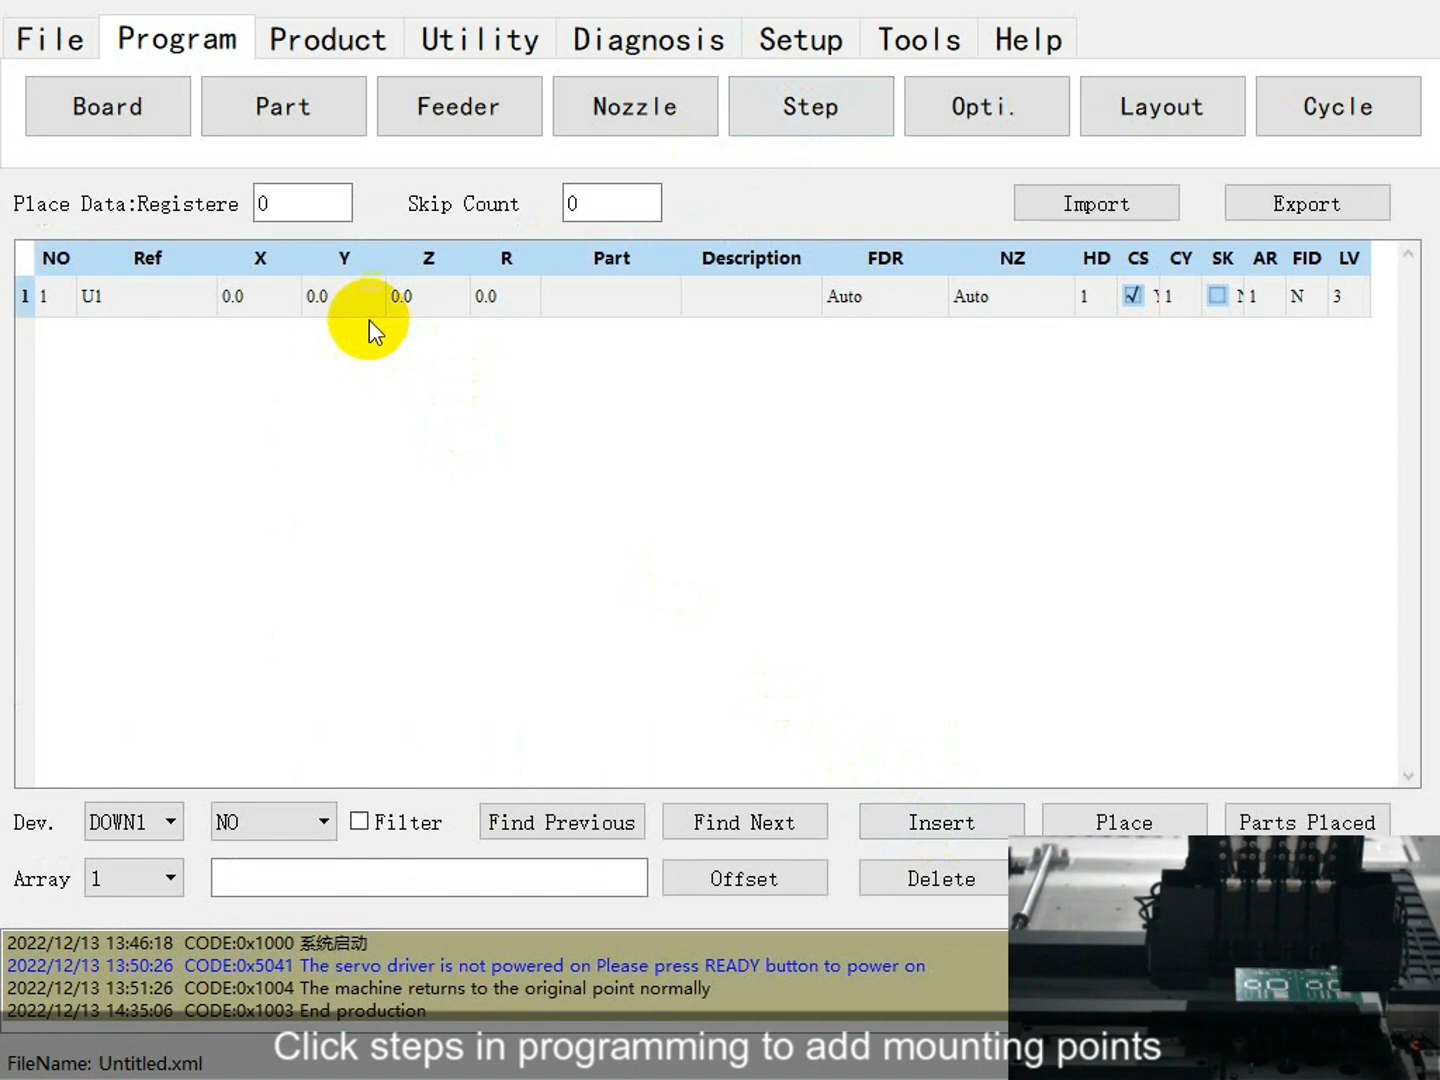 File Program Product Utility Diagnosis Setup Tools Help
Board Part Feeder Nozzle Step Opti. Layout Cycle
Place Data:Registere 0 Skip Count 0 Import Export
NO Ref X Y Z R Part Description FDR NZ HD CS CY SK AR FID LV
1 1 U1 0.0 0.0 0.0 0.0 Auto Auto 1 1 1 N 3
Dev. DOWN1 NO Filter Find Previous Find Next Insert Place Parts Placed
Array 1 Offset Delete
2022/12/13 13:46:18 CODE:0x1000 系统启动
2022/12/13 13:50:26 CODE:0x5041 The servo driver is not powered on Please press READY button to power on
2022/12/13 13:51:26 CODE:0x1004 The machine returns to the original point normally
2022/12/13 14:35:06 CODE:0x1003 End production
Click steps in programming to add mounting points
FileName: Untitled.xml